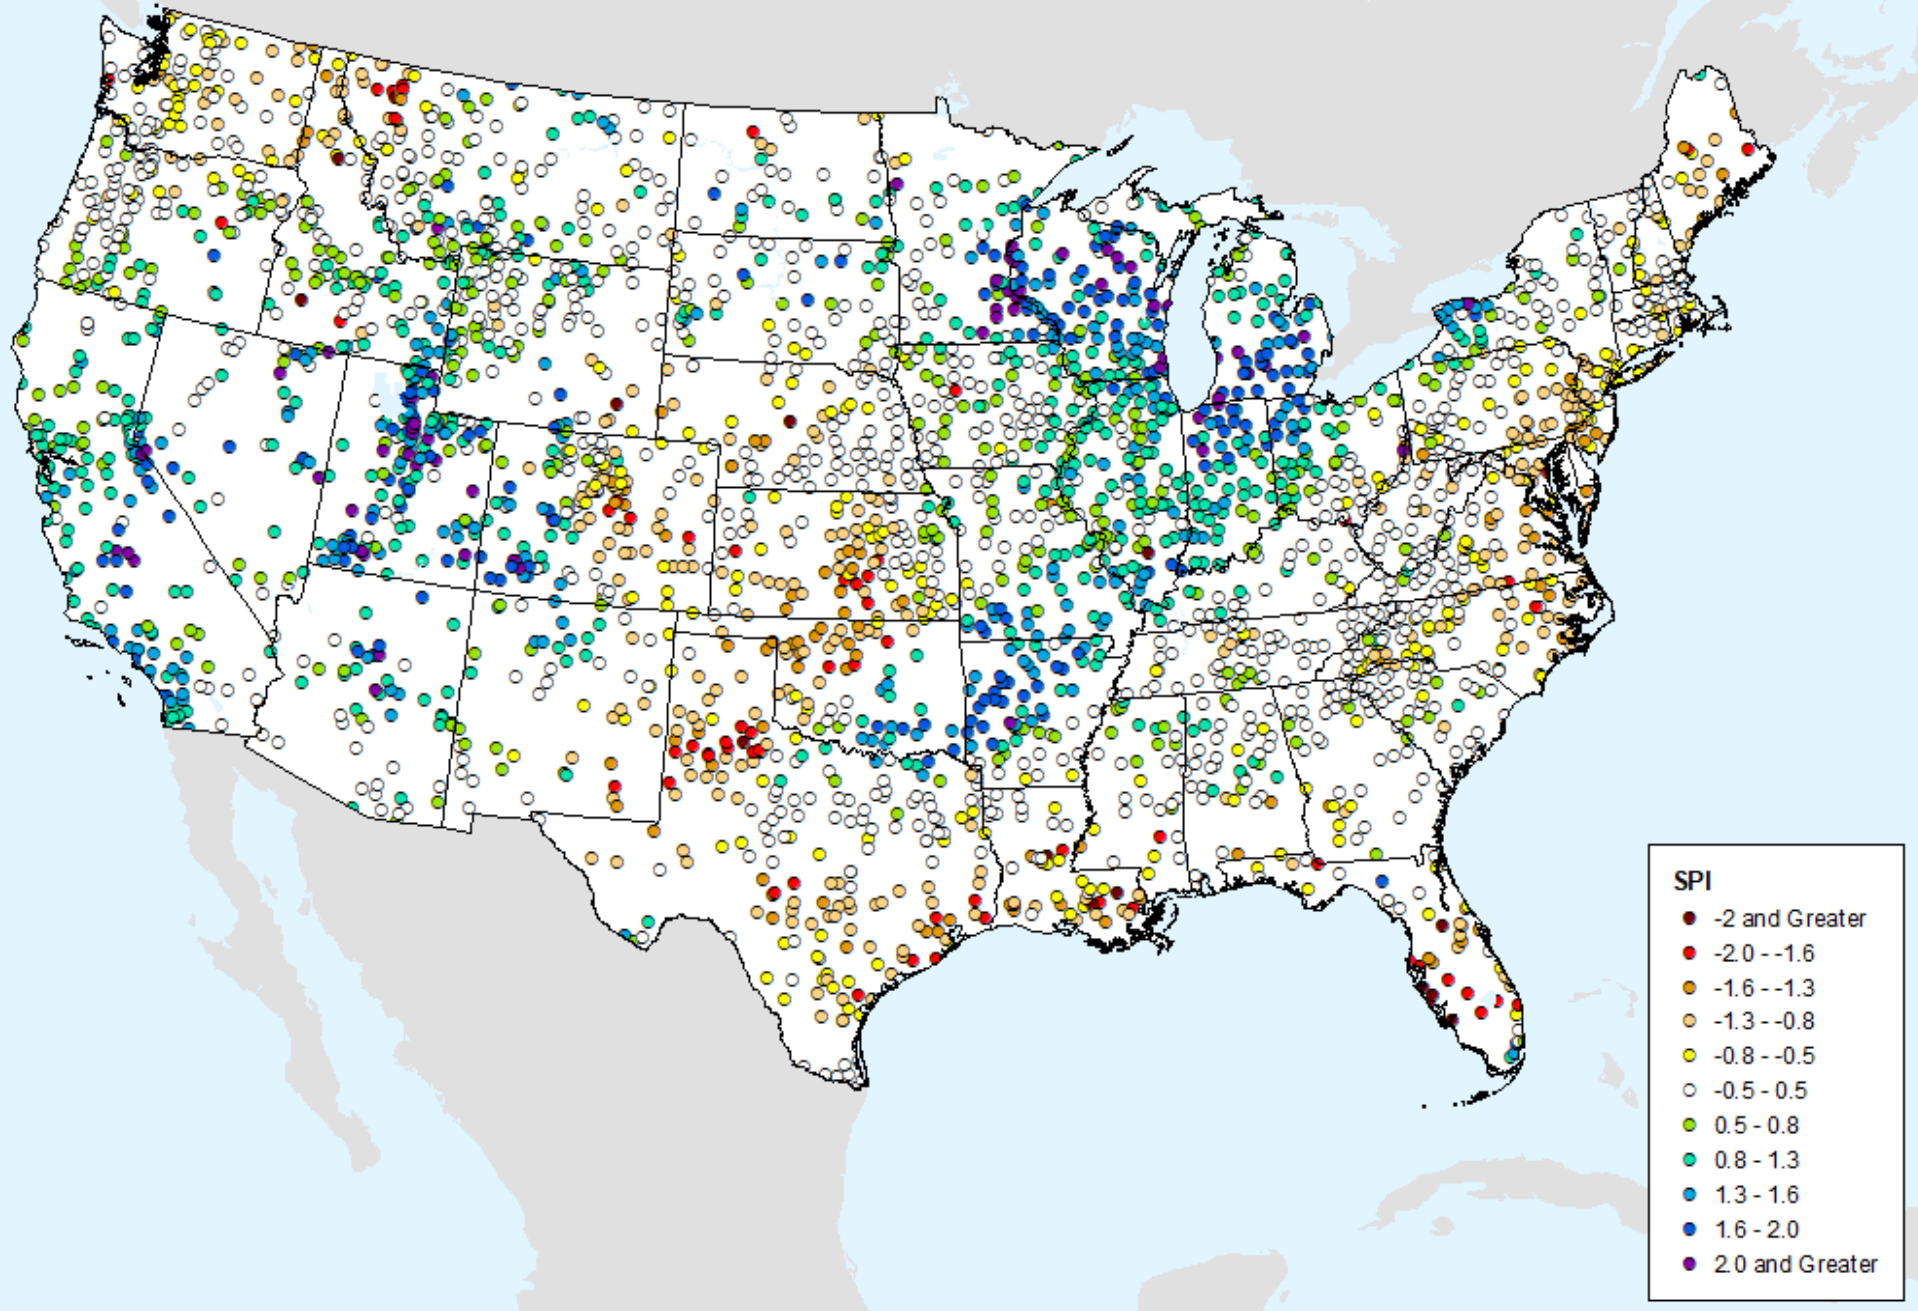 SPI
-2 and Greater
-2.0 - -1.6
-1.6 - -1.3
-1.3 - -0.8
-0.8 - -0.5
-0.5 - 0.5
0.5 - 0.8
0.8 - 1.3
1.3 - 1.6
1.6 - 2.0
2.0 and Greater